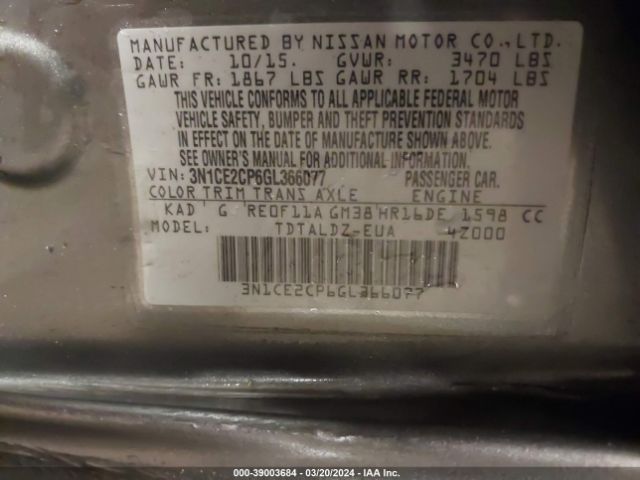 MANUFACTURED BY NISSAN MOTOR CO., LTD.
DATE: 10/15. GVWR: 3470 LBS
GAWR FR: 1867 LBS GAWR RR: 1704 LBS
THIS VEHICLE CONFORMS TO ALL APPLICABLE FEDERAL MOTOR
VEHICLE SAFETY, BUMPER AND THEFT PREVENTION STANDARDS
IN EFFECT ON THE DATE OF MANUFACTURE SHOWN ABOVE.
SEE OWNER'S MANUAL FOR ADDITIONAL INFORMATION.
VIN: 3N1CE2CP6GL366077 PASSENGER CAR.
COLOR TRIM TRANS AXLE ENGINE
KAD G RE0F11A GM38 HR16DE 1598 CC
MODEL: TDTALDZ-EUA 4Z000
3N1CE2CP6GL366077
000-39003684 / 03/20/2024 / IAA Inc.